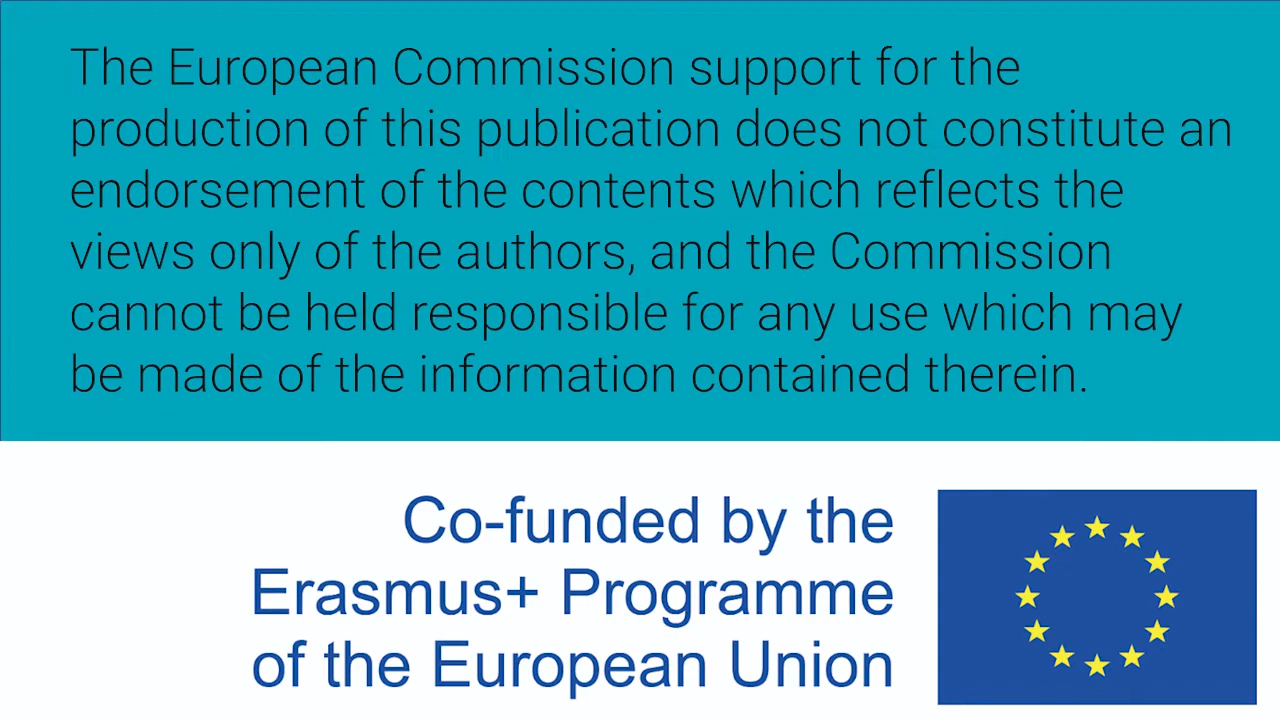 The European Commission support for the
production of this publication does not constitute an
endorsement of the contents which reflects the
views only of the authors, and the Commission
cannot be held responsible for any use which may
be made of the information contained therein.
Co-funded by the
Erasmus+ Programme
of the European Union